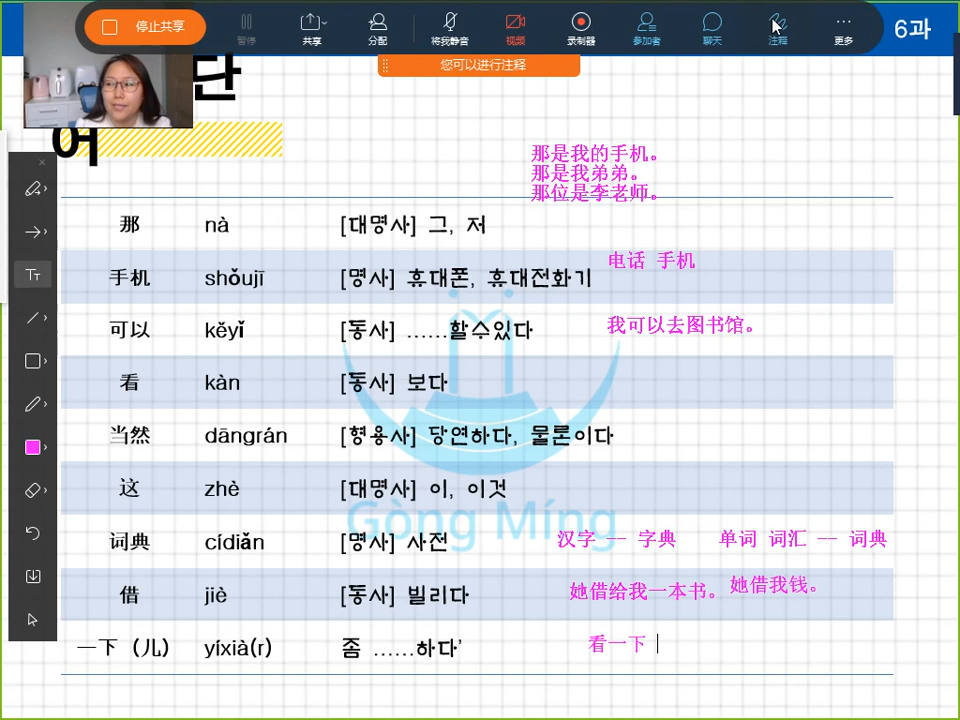 停止共享
暂停
共享
分配
将我静音
视频
录制器
参加者
聊天
注释
更多
您可以进行注释
6과
단
어
那是我的手机。
那是我弟弟。
那位是李老师。
那 nà [대명사] 그, 저
手机 shǒujī [명사] 휴대폰, 휴대전화기 电话 手机
可以 kěyǐ [동사] ……할수있다 我可以去图书馆。
看 kàn [동사] 보다
当然 dāngrán [형용사] 당연하다, 물론이다
这 zhè [대명사] 이, 이것
Gòng Míng
词典 cídiǎn [명사] 사전 汉字 -- 字典 单词 词汇 -- 词典
借 jiè [동사] 빌리다 她借给我一本书。 她借我钱。
一下（儿） yíxià(r) 좀 ……하다’ 看一下